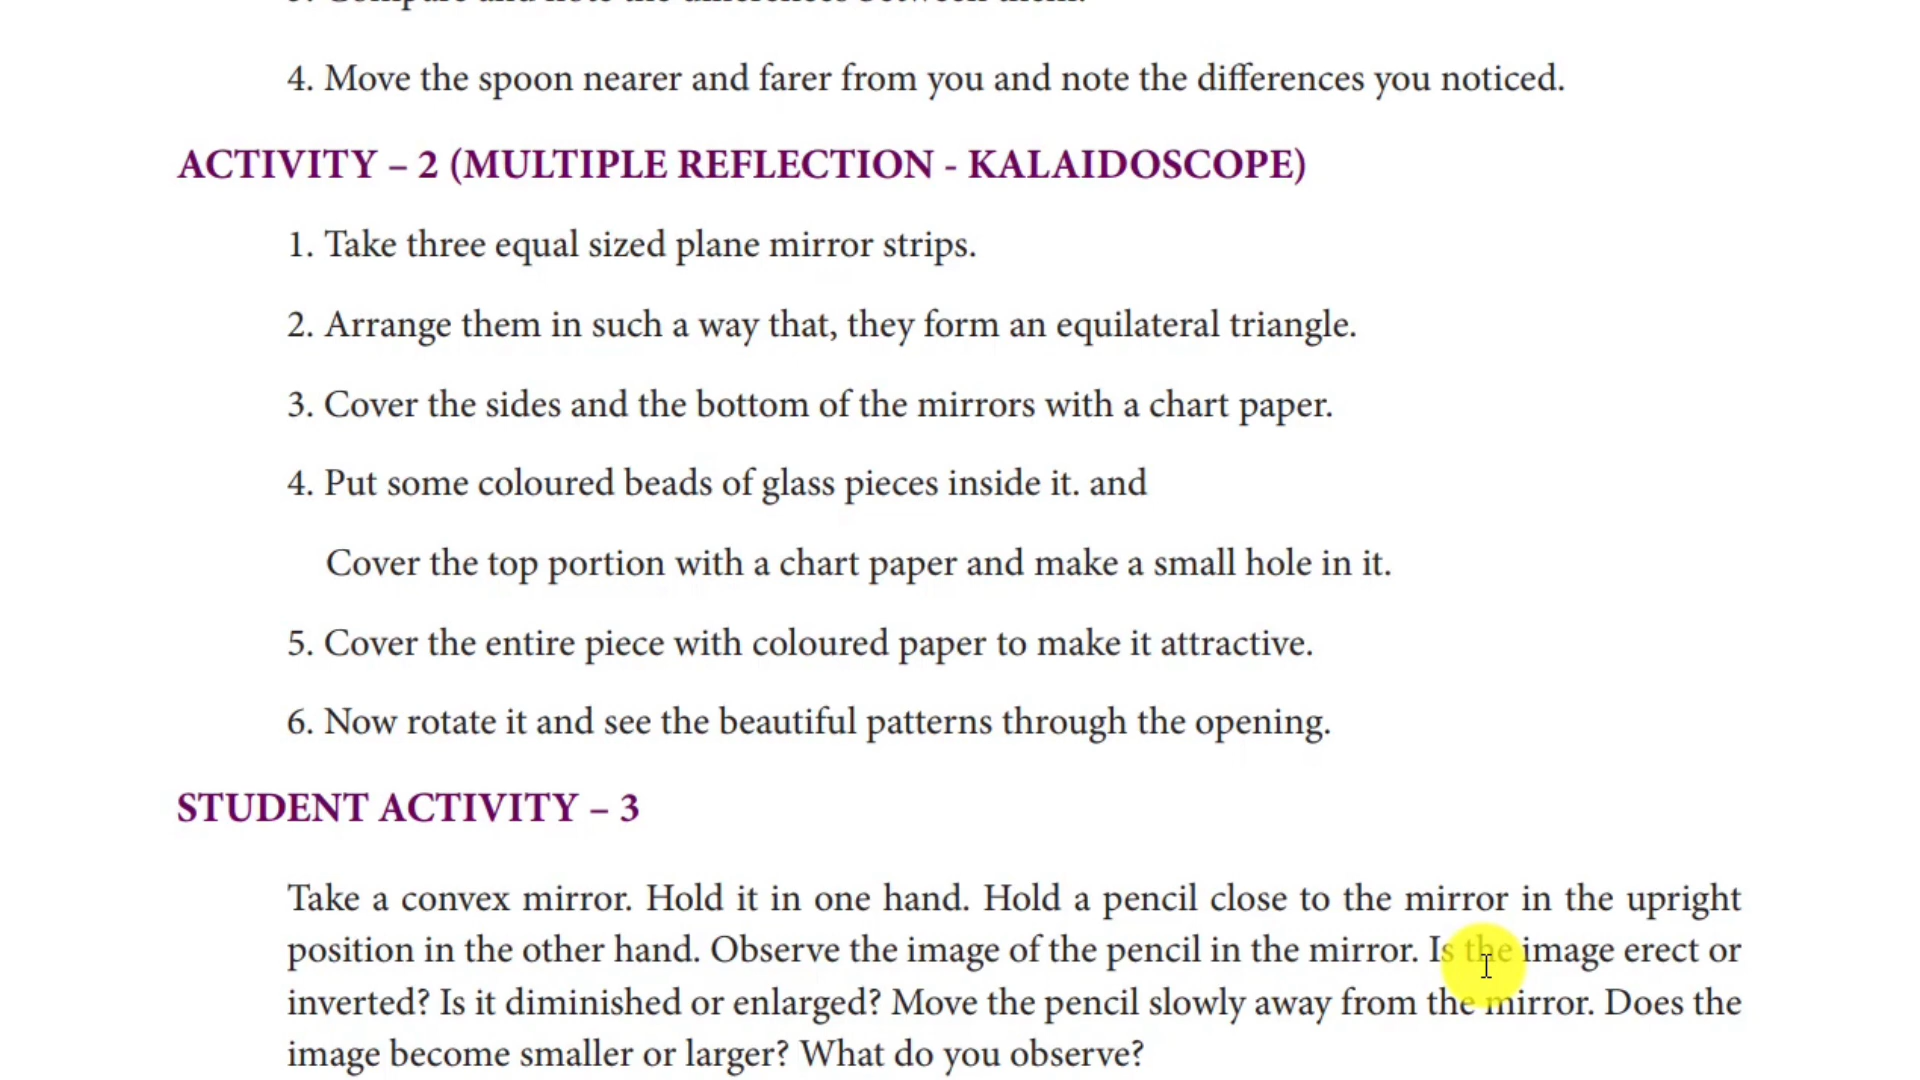 3. Compare and note the differences between them.
4. Move the spoon nearer and farer from you and note the differences you noticed.
ACTIVITY – 2 (MULTIPLE REFLECTION - KALAIDOSCOPE)
1. Take three equal sized plane mirror strips.
2. Arrange them in such a way that, they form an equilateral triangle.
3. Cover the sides and the bottom of the mirrors with a chart paper.
4. Put some coloured beads of glass pieces inside it. and
Cover the top portion with a chart paper and make a small hole in it.
5. Cover the entire piece with coloured paper to make it attractive.
6. Now rotate it and see the beautiful patterns through the opening.
STUDENT ACTIVITY – 3
Take a convex mirror. Hold it in one hand. Hold a pencil close to the mirror in the upright
position in the other hand. Observe the image of the pencil in the mirror. Is the image erect or
inverted? Is it diminished or enlarged? Move the pencil slowly away from the mirror. Does the
image become smaller or larger? What do you observe?